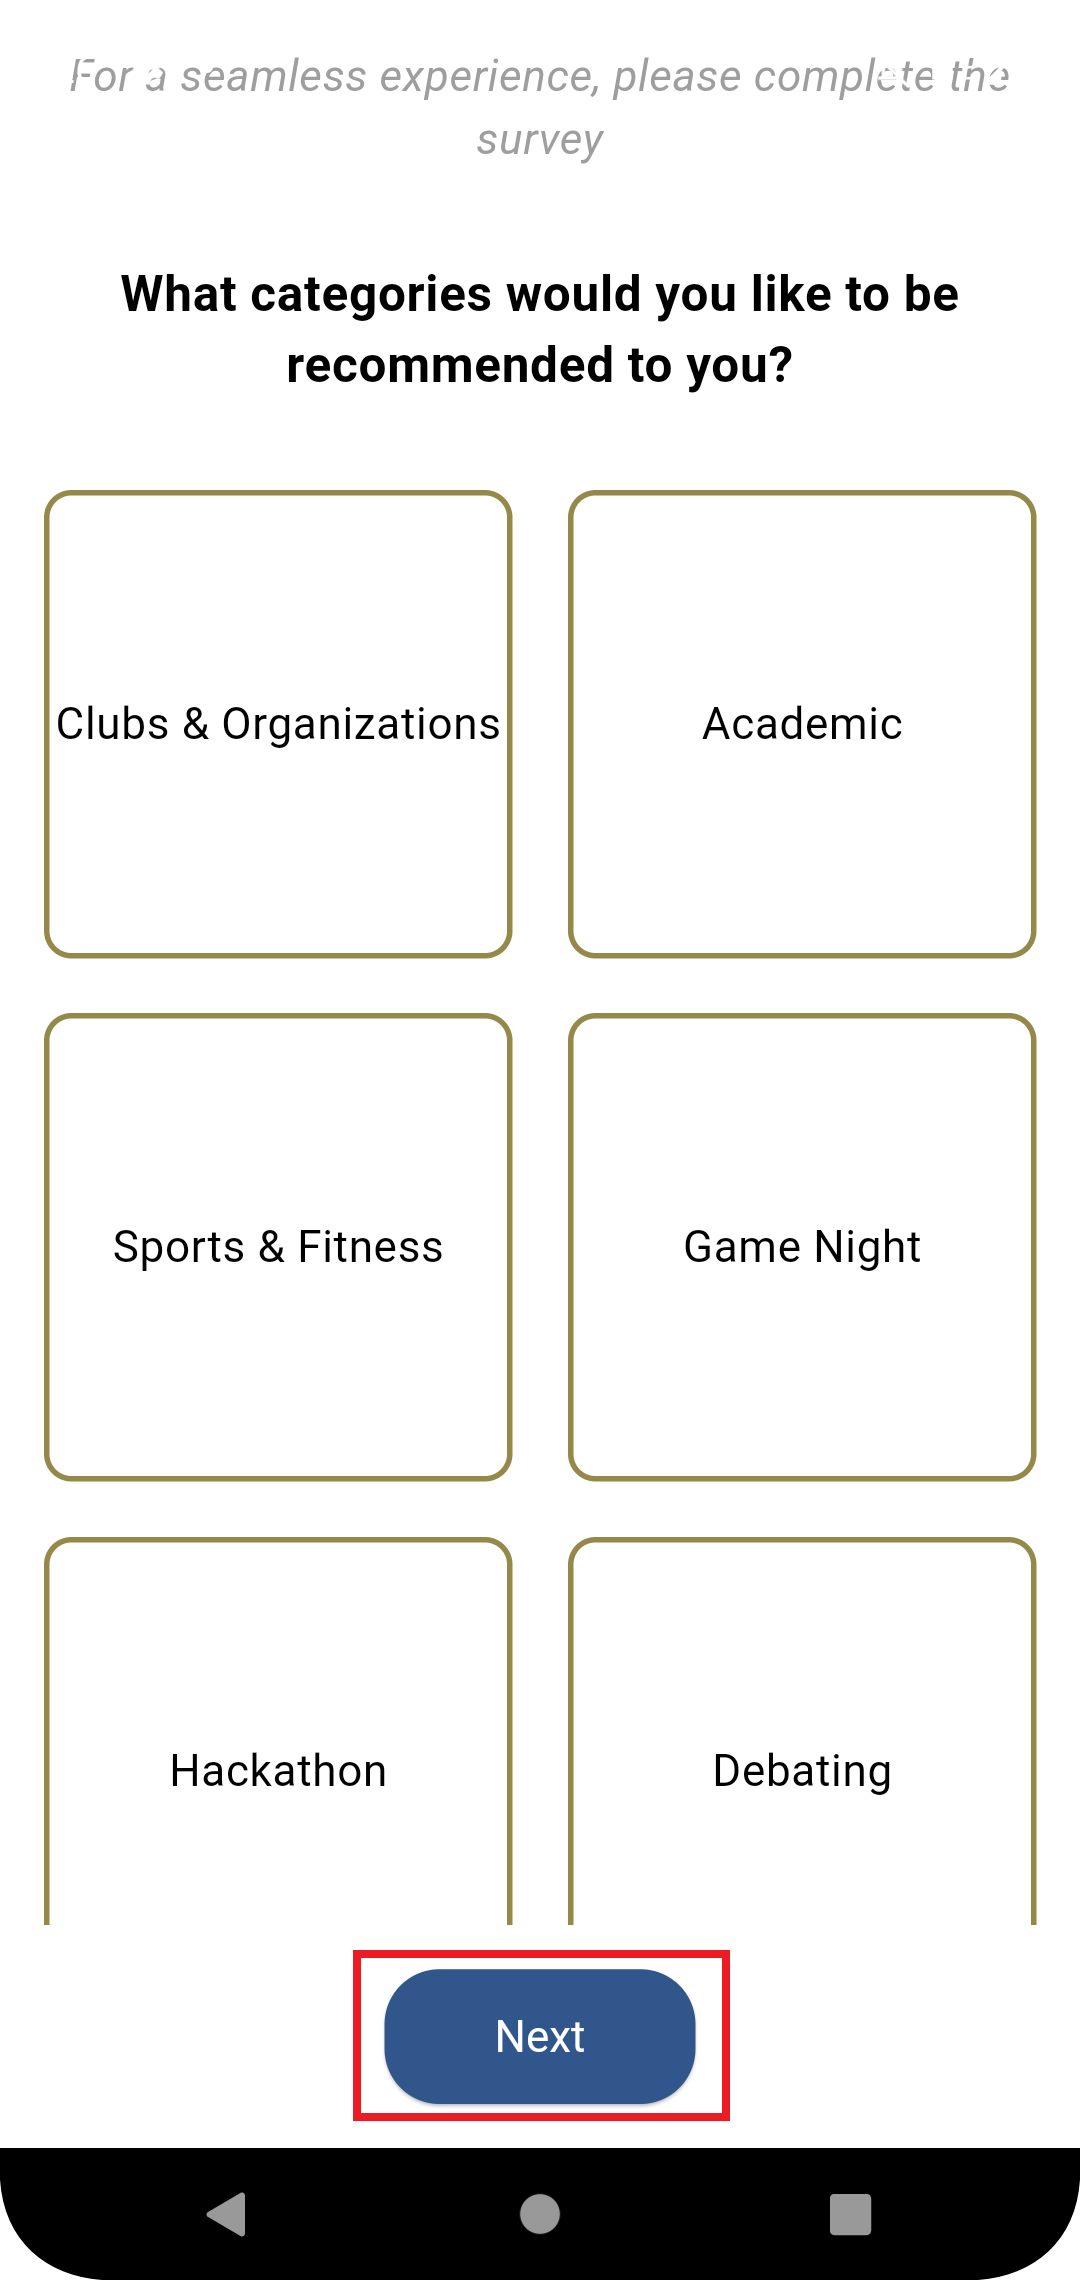 For a seamless experience, please complete the
survey
What categories would you like to be
recommended to you?
Clubs & Organizations
Academic
Sports & Fitness
Game Night
Hackathon
Debating
Next